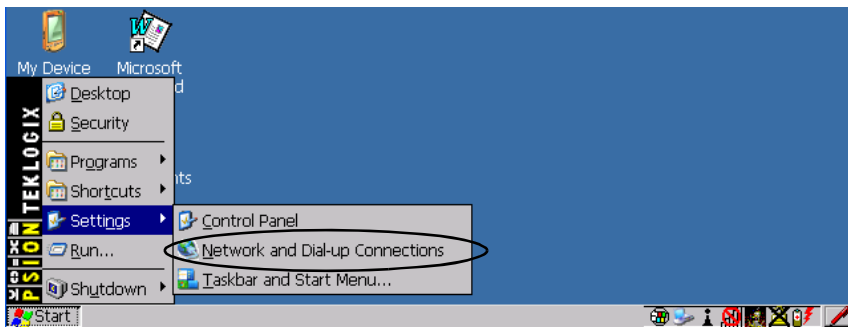 My Device
Microsoft
d
Desktop
Security
Programs
nts
Shortcuts
Settings
Control Panel
Run...
Network and Dial-up Connections
Shutdown
Taskbar and Start Menu...
PSION TEKLOGIX
Start